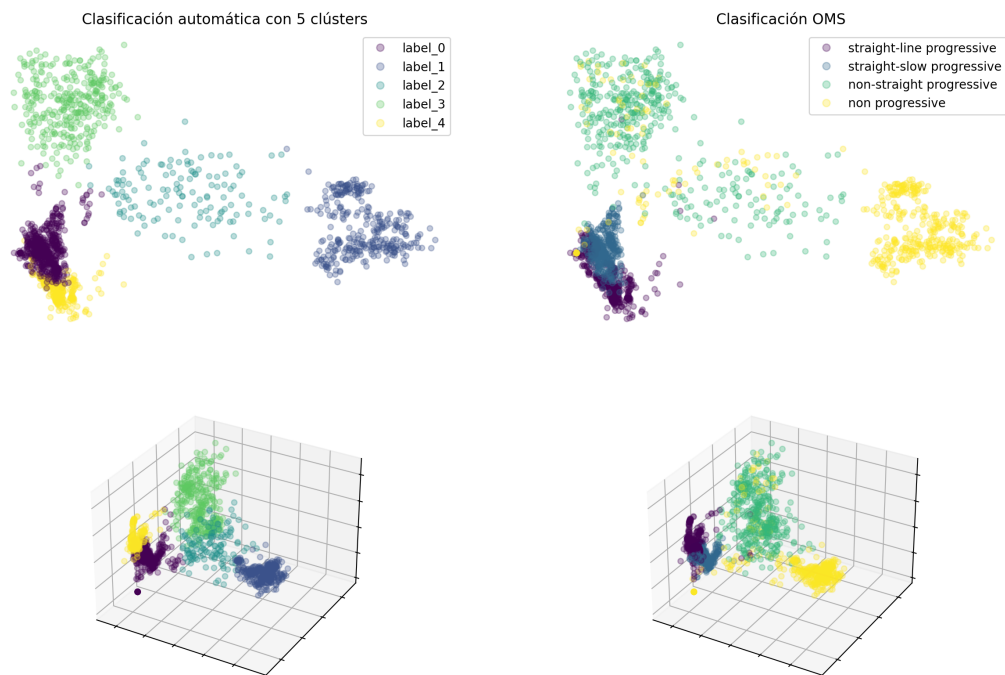 Clasificación automática con 5 clústers
label_0
label_1
label_2
label_3
label_4
Clasificación OMS
straight-line progressive
straight-slow progressive
non-straight progressive
non progressive